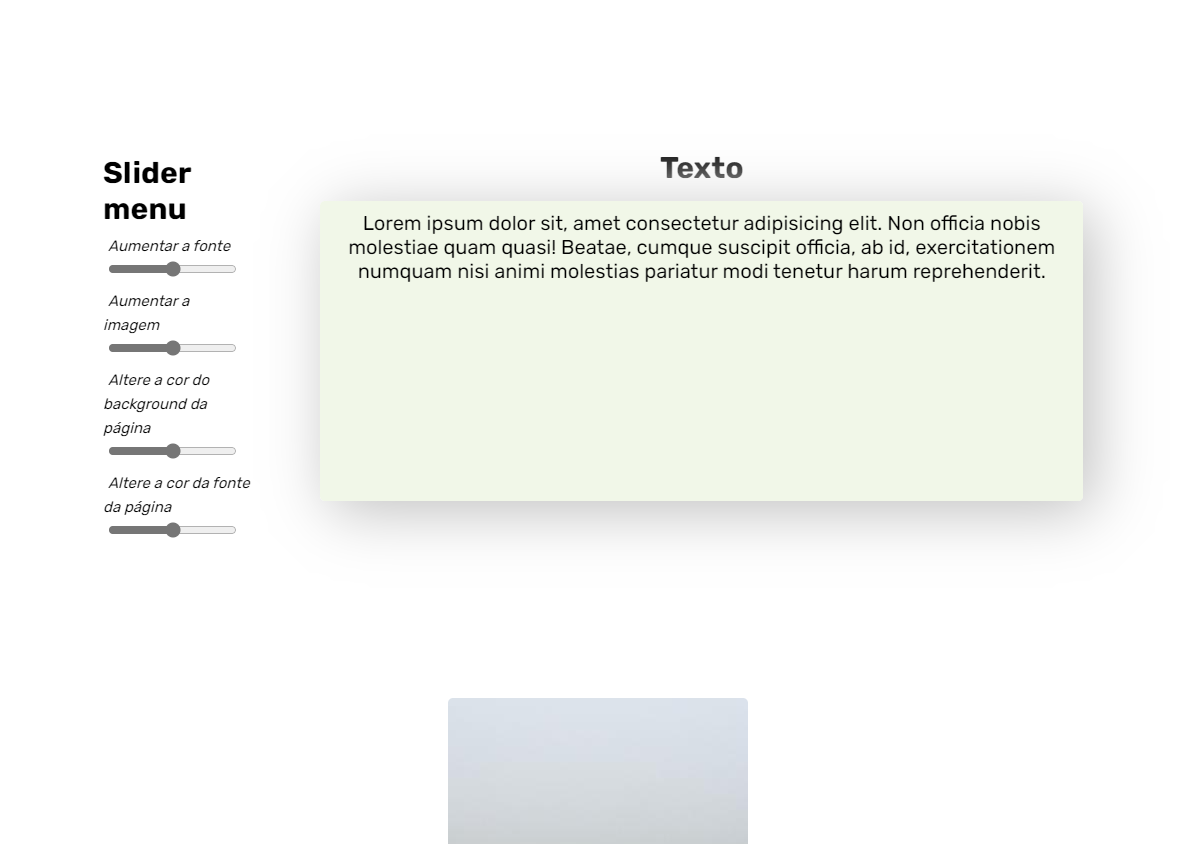 Slider
menu
Aumentar a fonte
Aumentar a
imagem
Altere a cor do
background da
página
Altere a cor da fonte
da página
Texto
Lorem ipsum dolor sit, amet consectetur adipisicing elit. Non officia nobis
molestiae quam quasi! Beatae, cumque suscipit officia, ab id, exercitationem
numquam nisi animi molestias pariatur modi tenetur harum reprehenderit.